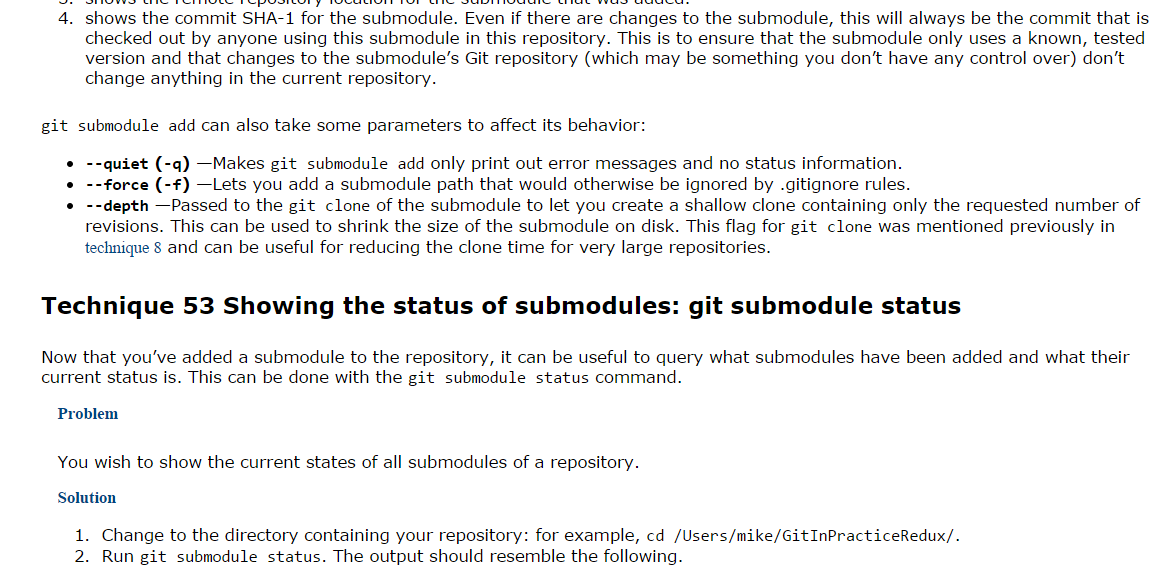 3. shows the remote repository location for the submodule that was added.
4. shows the commit SHA-1 for the submodule. Even if there are changes to the submodule, this will always be the commit that is
checked out by anyone using this submodule in this repository. This is to ensure that the submodule only uses a known, tested
version and that changes to the submodule’s Git repository (which may be something you don’t have any control over) don’t
change anything in the current repository.
git submodule add can also take some parameters to affect its behavior:
• --quiet (-q) —Makes git submodule add only print out error messages and no status information.
• --force (-f) —Lets you add a submodule path that would otherwise be ignored by .gitignore rules.
• --depth —Passed to the git clone of the submodule to let you create a shallow clone containing only the requested number of
revisions. This can be used to shrink the size of the submodule on disk. This flag for git clone was mentioned previously in
technique 8 and can be useful for reducing the clone time for very large repositories.
Technique 53 Showing the status of submodules: git submodule status
Now that you’ve added a submodule to the repository, it can be useful to query what submodules have been added and what their
current status is. This can be done with the git submodule status command.
Problem
You wish to show the current states of all submodules of a repository.
Solution
1. Change to the directory containing your repository: for example, cd /Users/mike/GitInPracticeRedux/.
2. Run git submodule status. The output should resemble the following.